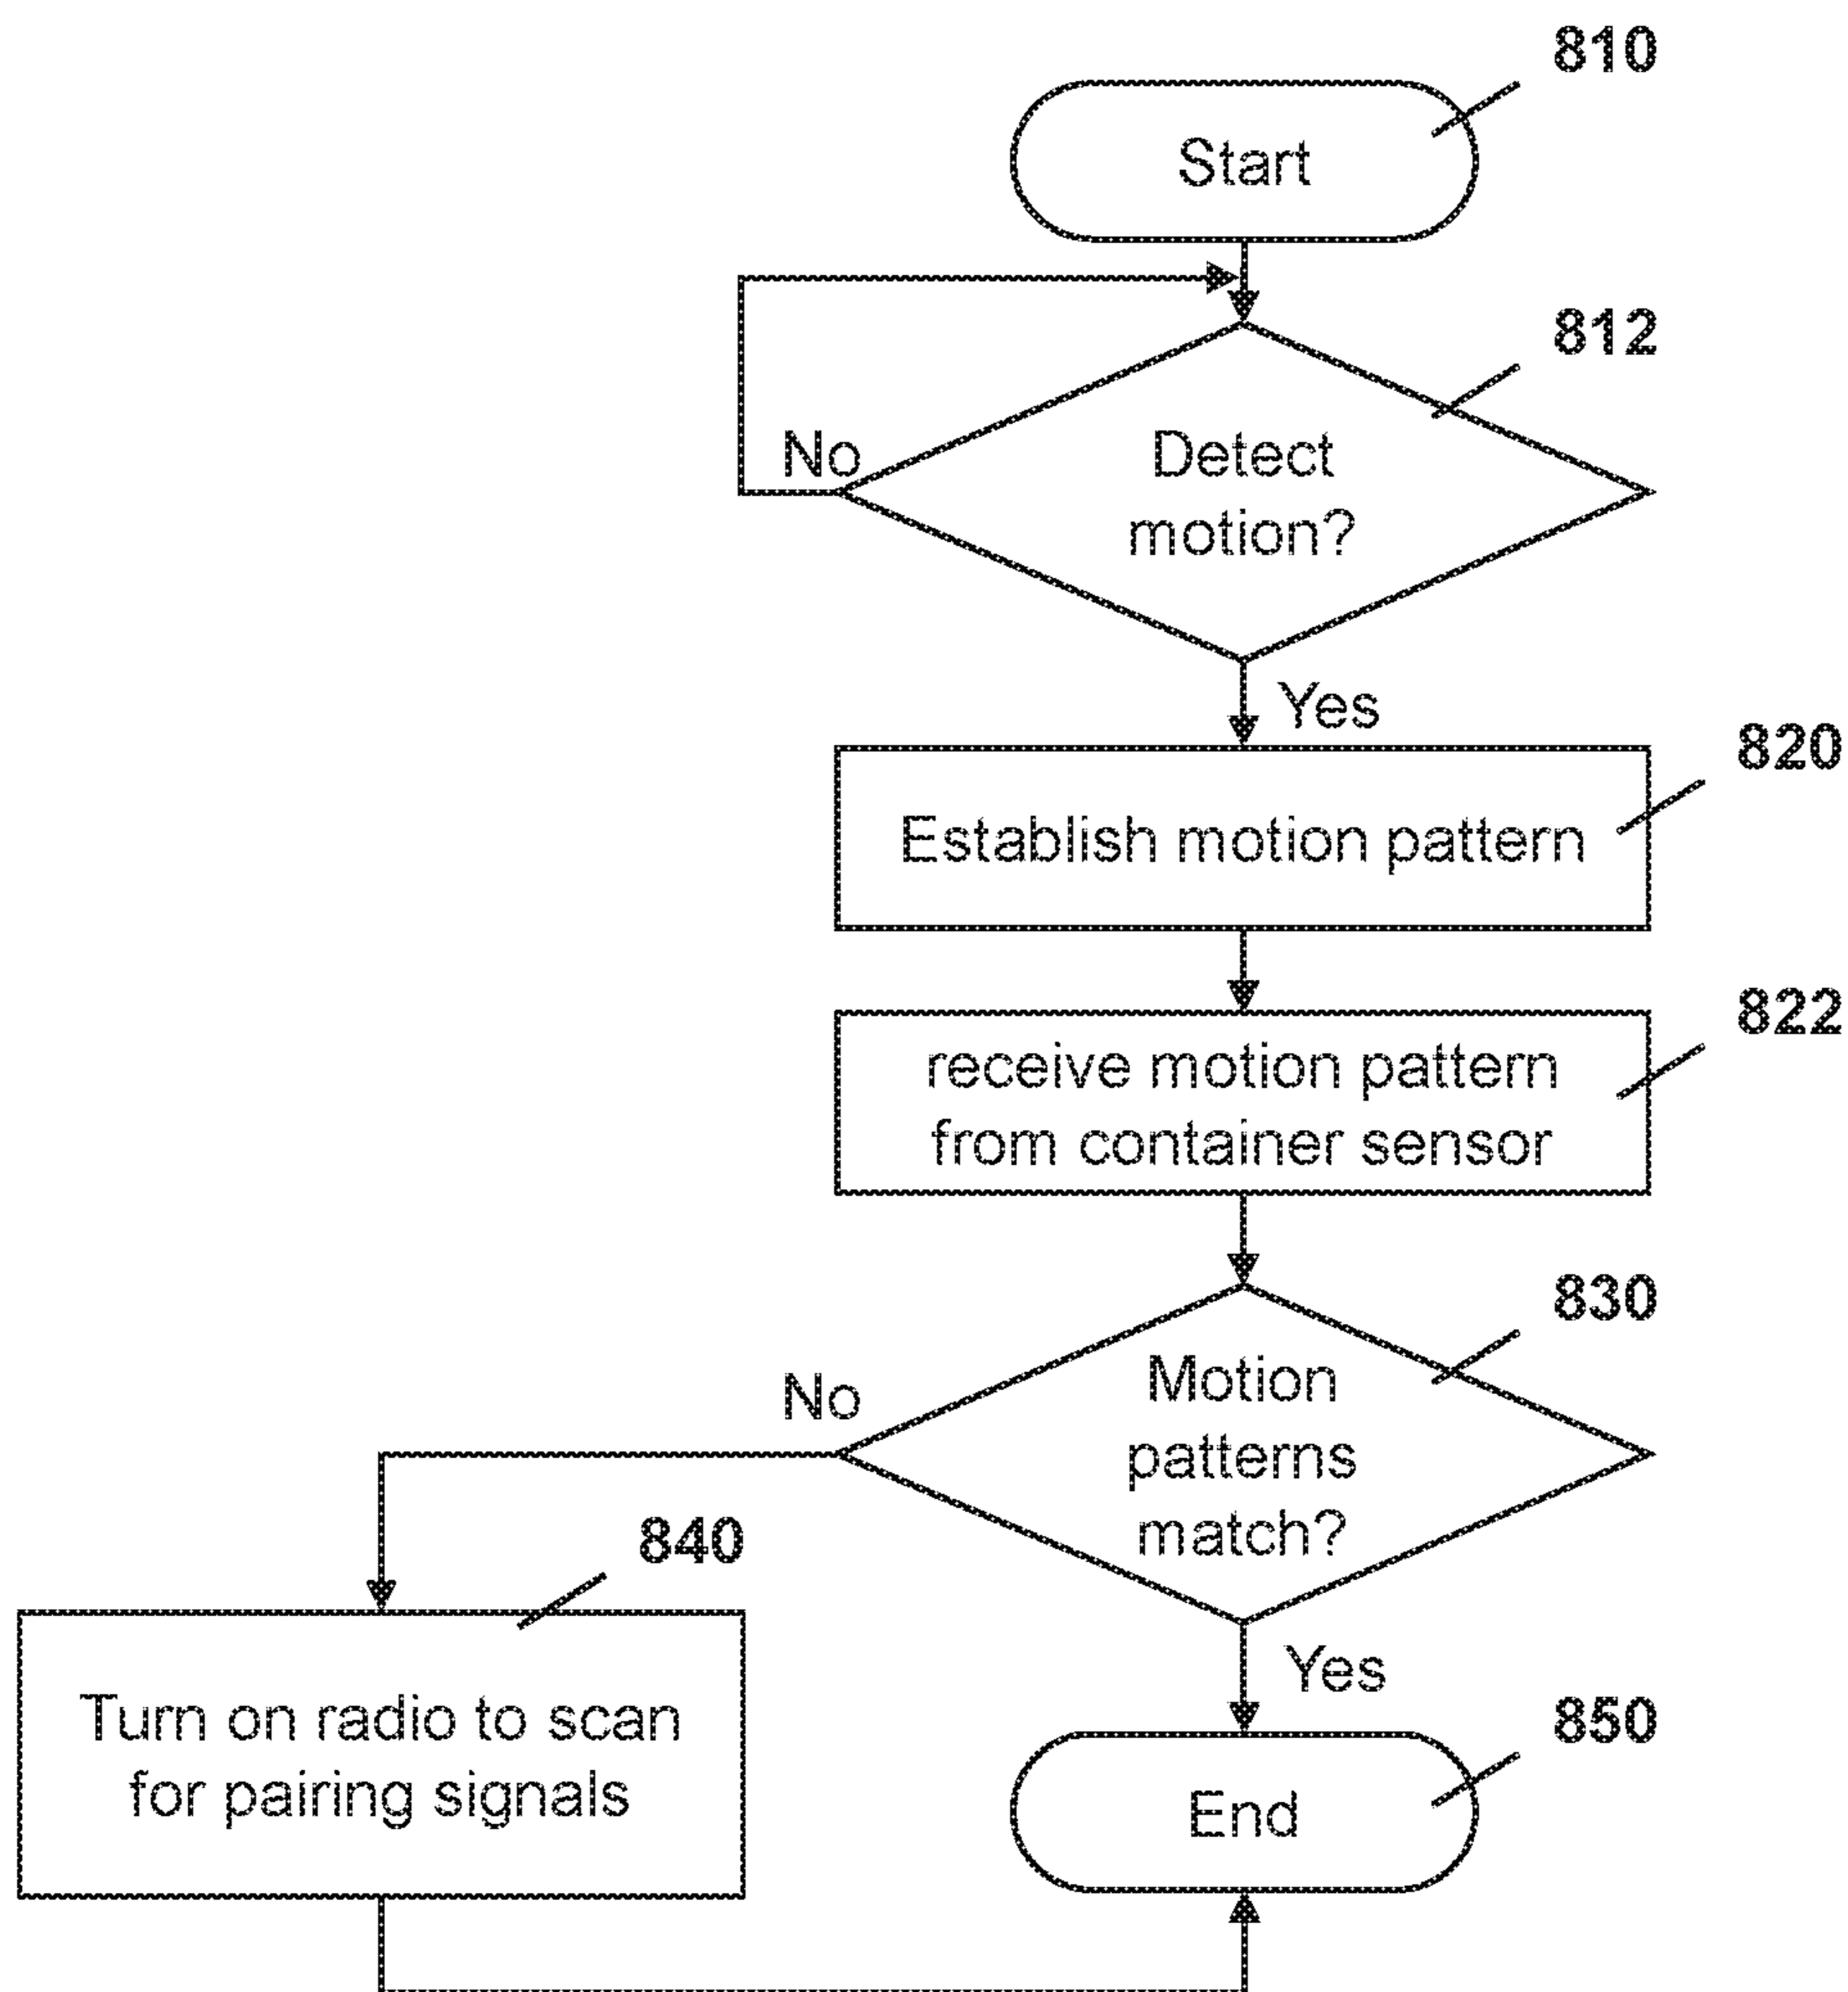 810
Start
812
No
Detect
motion?
Yes
820
Establish motion pattern
822
receive motion pattern
from container sensor
830
No
Motion
patterns
match?
840
Yes
Turn on radio to scan
for pairing signals
850
End